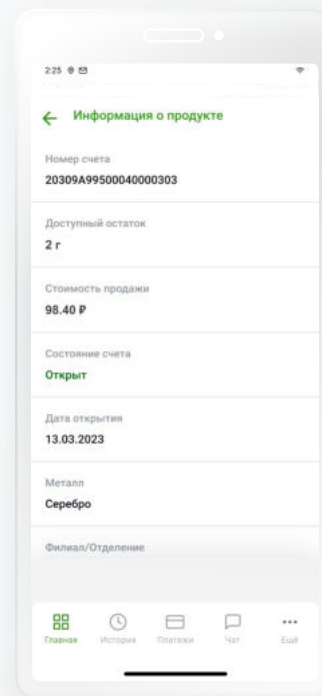 2:25
Информация о продукте
Номер счета
20309A99500040000303
Доступный остаток
2 г
Стоимость продажи
98.40 ₽
Состояние счета
Открыт
Дата открытия
13.03.2023
Металл
Серебро
Филиал/Отделение
Главная История Платежи Чат Ещё